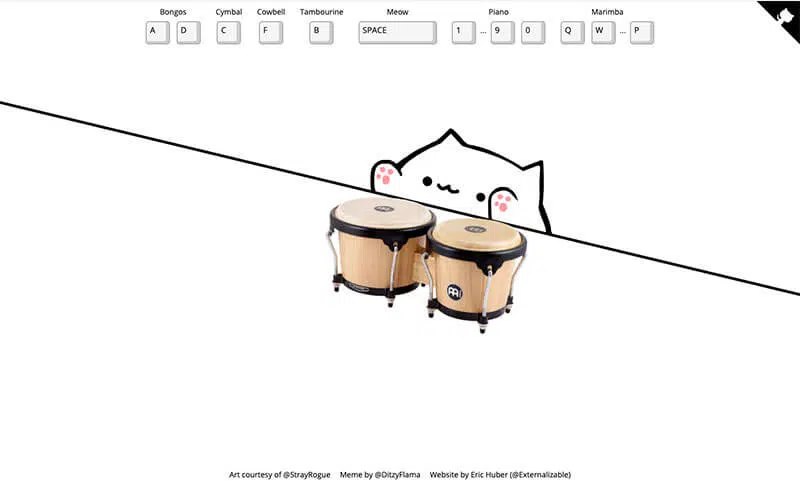 Bongos Cymbal Cowbell Tambourine Meow Piano Marimba
A D C F B SPACE 1 ... 9 0 Q W ... P
Art courtesy of @StrayRogue Meme by @DitzyFlama Website by Eric Huber (@Externalizable)